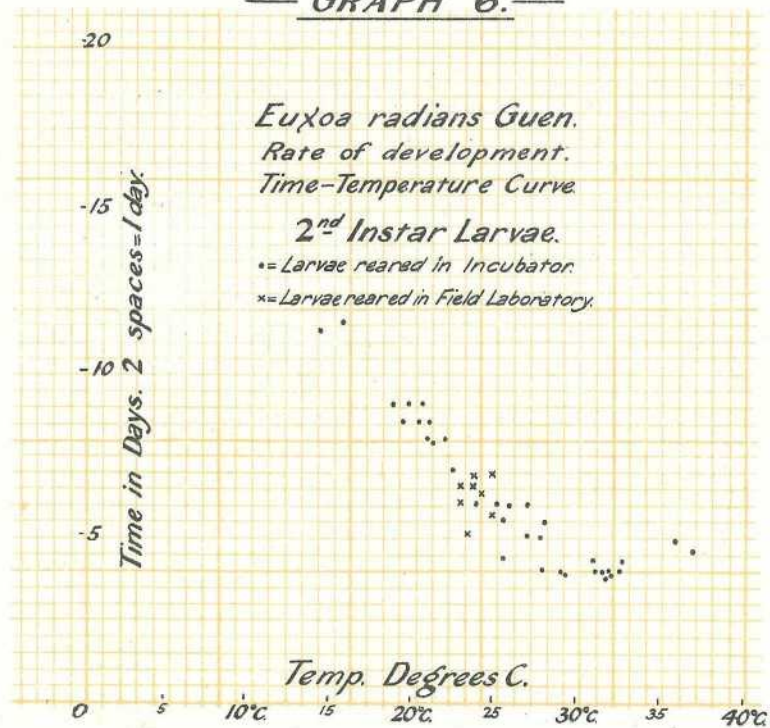 GRAPH 6.
-20
Euxoa radians Guen.
Rate of development.
Time-Temperature Curve
2nd Instar Larvae.
•= Larvae reared in Incubator.
x= Larvae reared in Field Laboratory.
Time in Days. 2 spaces=1 day.
-15
-10
-5
Temp. Degrees C.
0 5 10°C. 15 20°C. 25 30°C. 35 40°C.